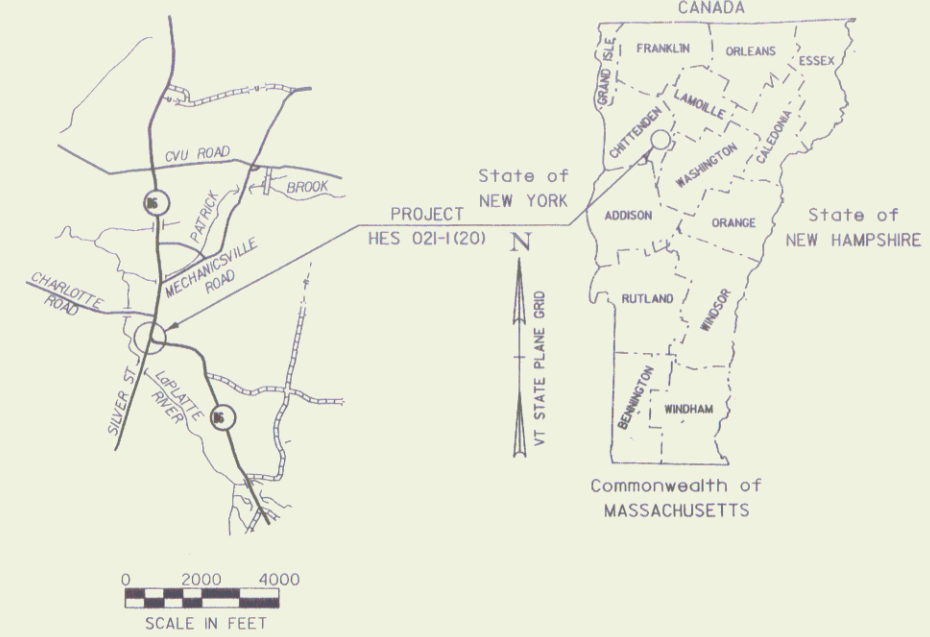 CANADA
GRAND ISLE
FRANKLIN
ORLEANS
ESSEX
LAMOILLE
CHITTENDEN
CALEDONIA
WASHINGTON
CVU ROAD
BROOK
PATRICK
State of
NEW YORK
PROJECT
HES 021-1(20)
ADDISON
ORANGE
State of
NEW HAMPSHIRE
N
VT STATE PLANE GRID
MECHANICSVILLE
ROAD
CHARLOTTE
ROAD
RUTLAND
WINDSOR
SILVER ST
LaPLATTE
RIVER
BENNINGTON
WINDHAM
Commonwealth of
MASSACHUSETTS
0 2000 4000
SCALE IN FEET